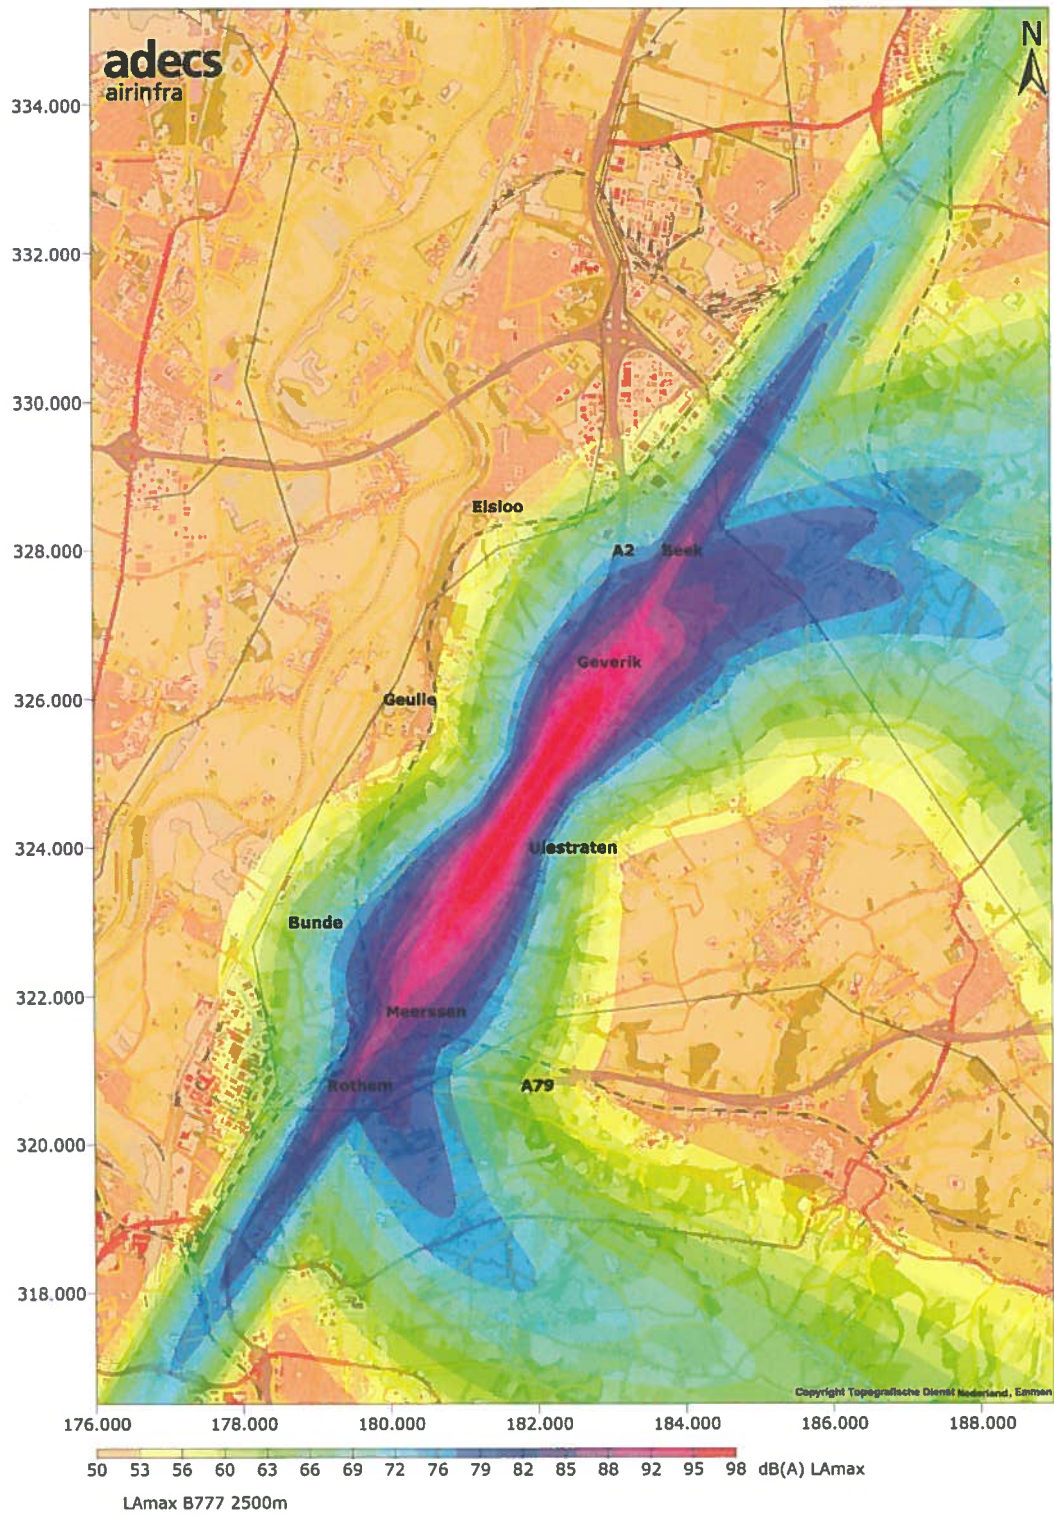 adecs
airinfra
N
334.000
332.000
330.000
328.000
326.000
324.000
322.000
320.000
318.000
Elsloo
A2
Beek
Geverik
Geulle
Ulestraten
Bunde
Meerssen
Rothem
A79
Copyright Topografische Dienst Nederland, Emmen
176.000 178.000 180.000 182.000 184.000 186.000 188.000
50 53 56 60 63 66 69 72 76 79 82 85 88 92 95 98 dB(A) LAmax
LAmax B777 2500m